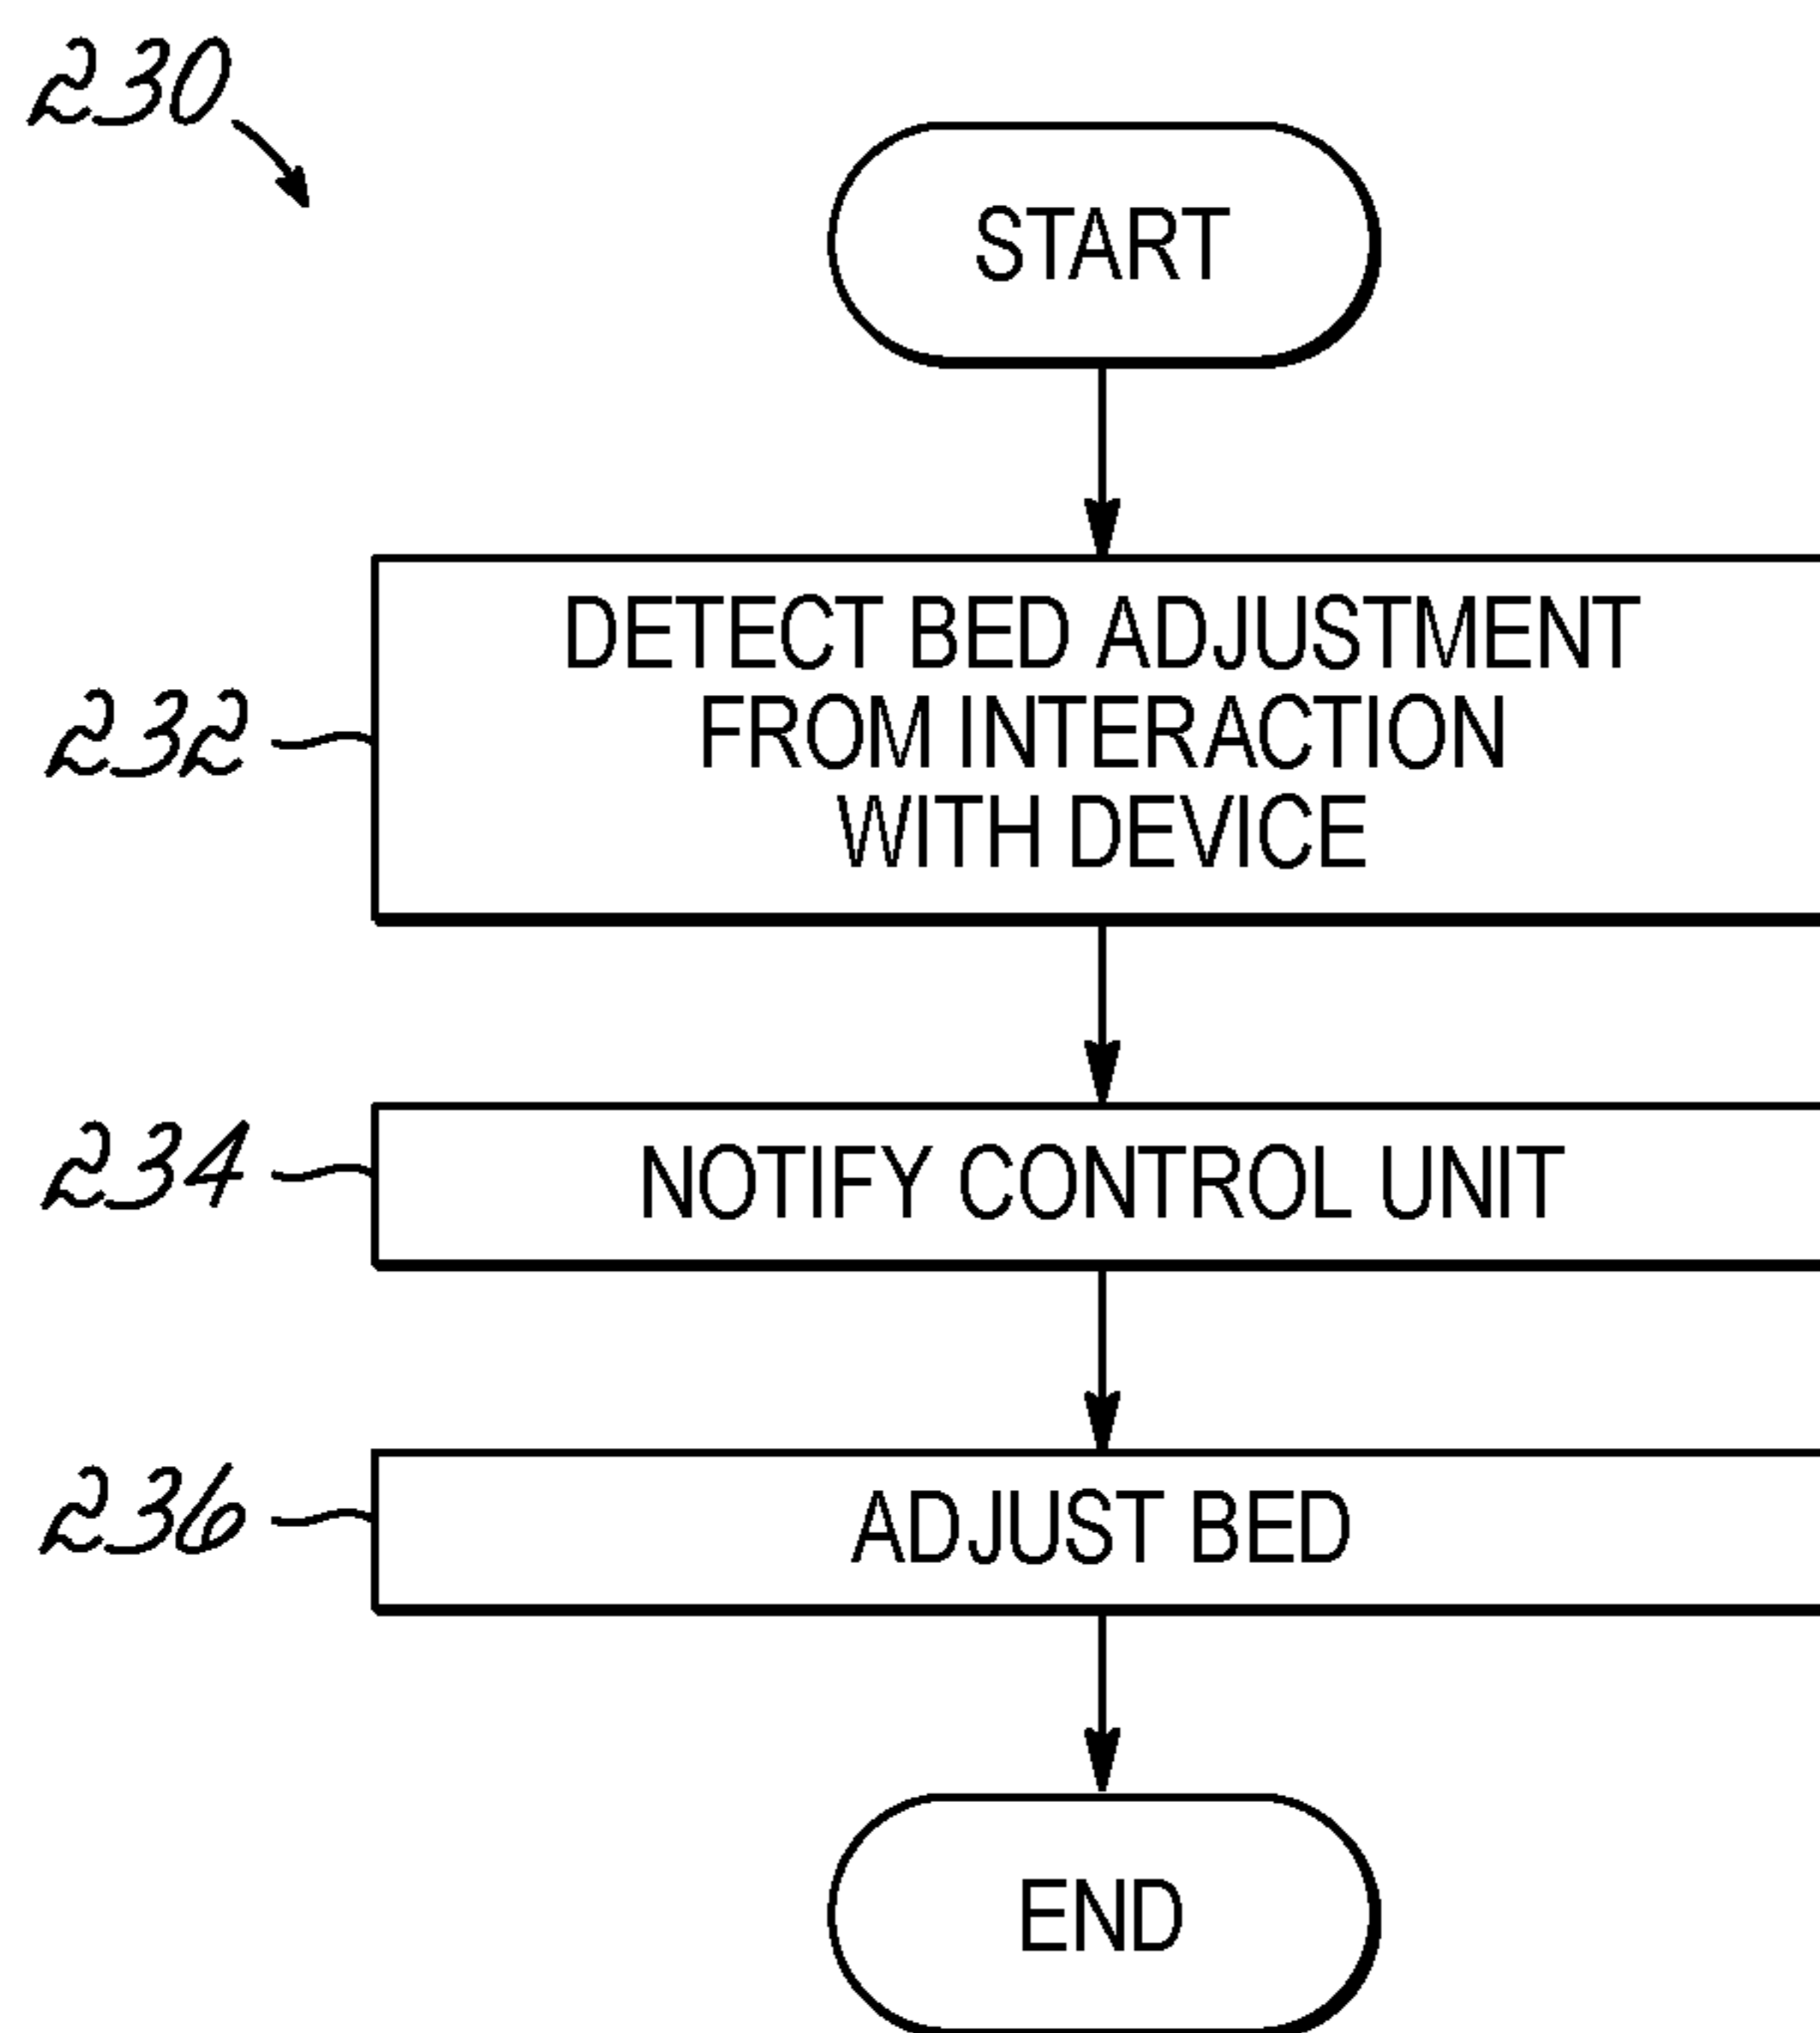 230
START
DETECT BED ADJUSTMENT
FROM INTERACTION
WITH DEVICE
232
NOTIFY CONTROL UNIT
234
ADJUST BED
236
END